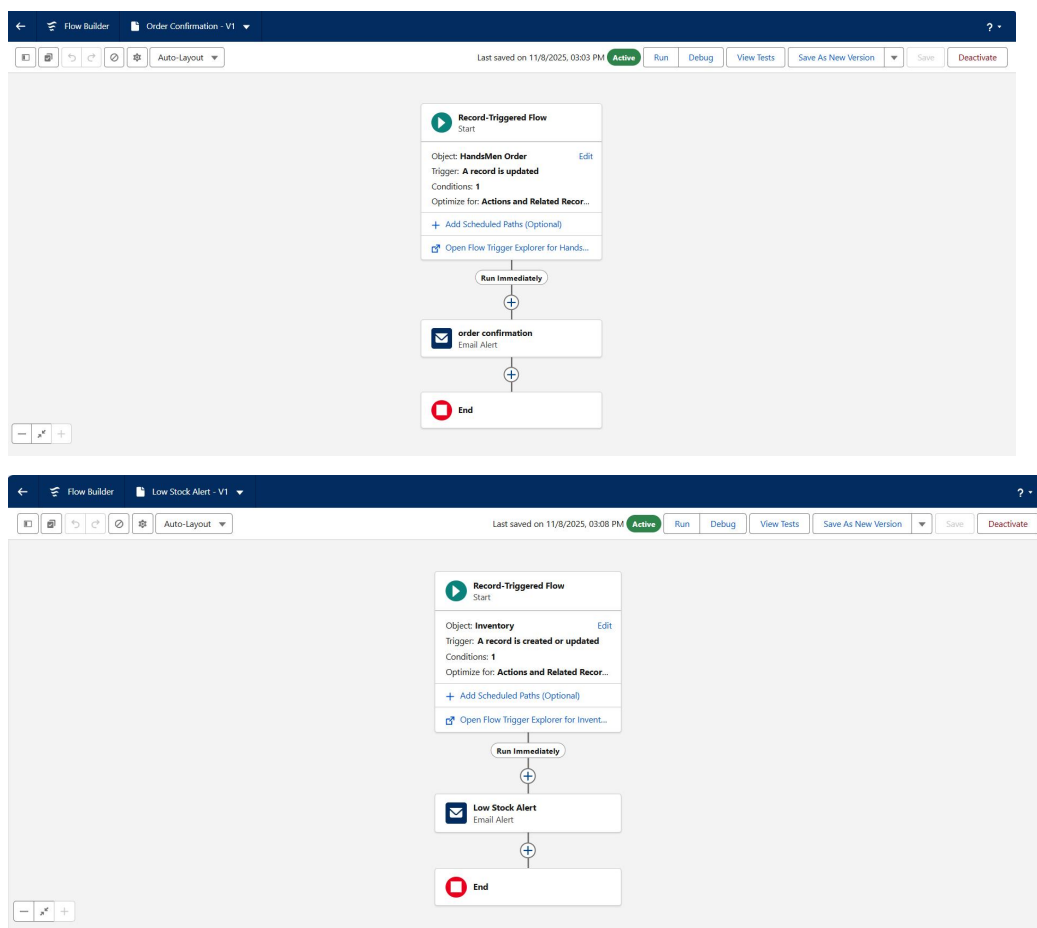 Flow Builder Order Confirmation - V1 ?
Auto-Layout Last saved on 11/8/2025, 03:03 PM Active Run Debug View Tests Save As New Version Save Deactivate
Record-Triggered Flow
Start
Object: HandsMen Order Edit
Trigger: A record is updated
Conditions: 1
Optimize for: Actions and Related Recor...
+ Add Scheduled Paths (Optional)
Open Flow Trigger Explorer for Hands...
Run Immediately
order confirmation
Email Alert
End
Flow Builder Low Stock Alert - V1 ?
Auto-Layout Last saved on 11/8/2025, 03:08 PM Active Run Debug View Tests Save As New Version Save Deactivate
Record-Triggered Flow
Start
Object: Inventory Edit
Trigger: A record is created or updated
Conditions: 1
Optimize for: Actions and Related Recor...
+ Add Scheduled Paths (Optional)
Open Flow Trigger Explorer for Invent...
Run Immediately
Low Stock Alert
Email Alert
End